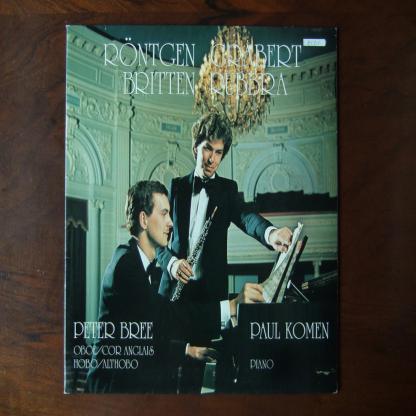 RÖNTGEN GRABERT
BRITTEN RUBBRA
PETER BREE
OBOE/COR ANGLAIS
HOBO/ALTHOBO
PAUL KOMEN
PIANO